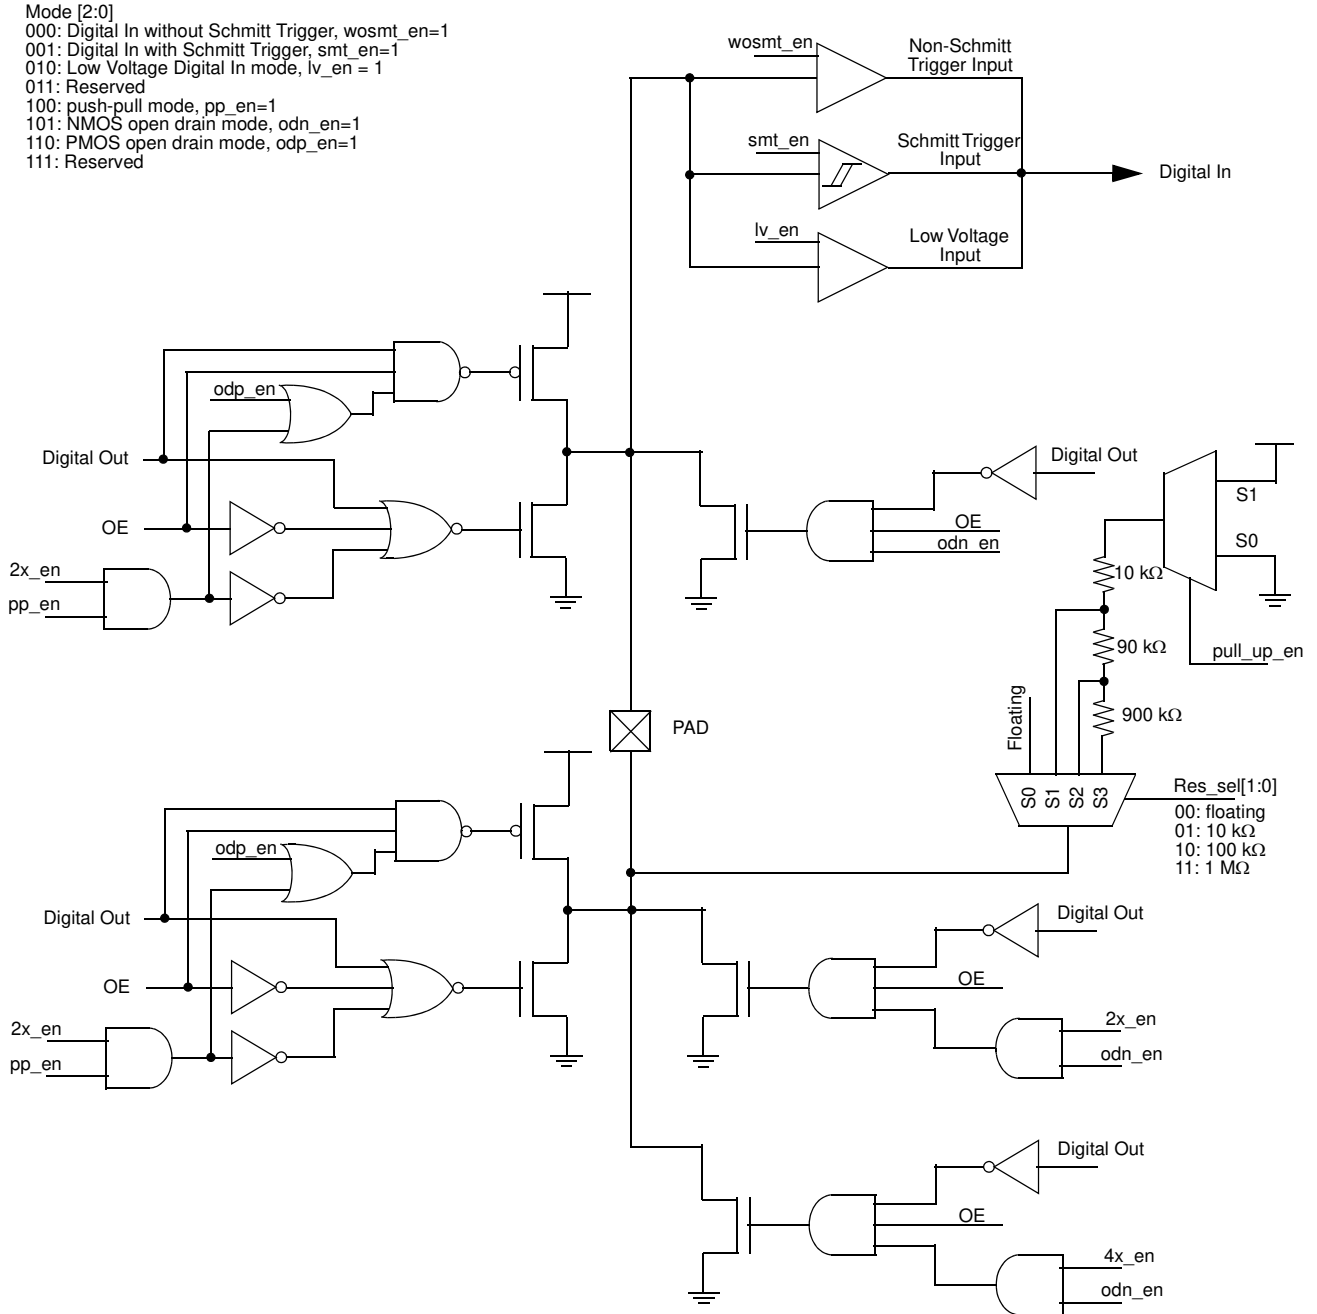 Mode [2:0]
000: Digital In without Schmitt Trigger, wosmt_en=1
001: Digital In with Schmitt Trigger, smt_en=1
010: Low Voltage Digital In mode, lv_en = 1
011: Reserved
100: push-pull mode, pp_en=1
101: NMOS open drain mode, odn_en=1
110: PMOS open drain mode, odp_en=1
111: Reserved
wosmt_en
Non-Schmitt
Trigger Input
smt_en
Schmitt Trigger
Input
Digital In
lv_en
Low Voltage
Input
odp_en
Digital Out
OE
2x_en
pp_en
Digital Out
OE
odn_en
S1
S0
10 kΩ
90 kΩ
pull_up_en
900 kΩ
Floating
PAD
S0
S1
S2
S3
Res_sel[1:0]
00: floating
01: 10 kΩ
10: 100 kΩ
11: 1 MΩ
odp_en
Digital Out
OE
2x_en
pp_en
Digital Out
OE
2x_en
odn_en
Digital Out
OE
4x_en
odn_en